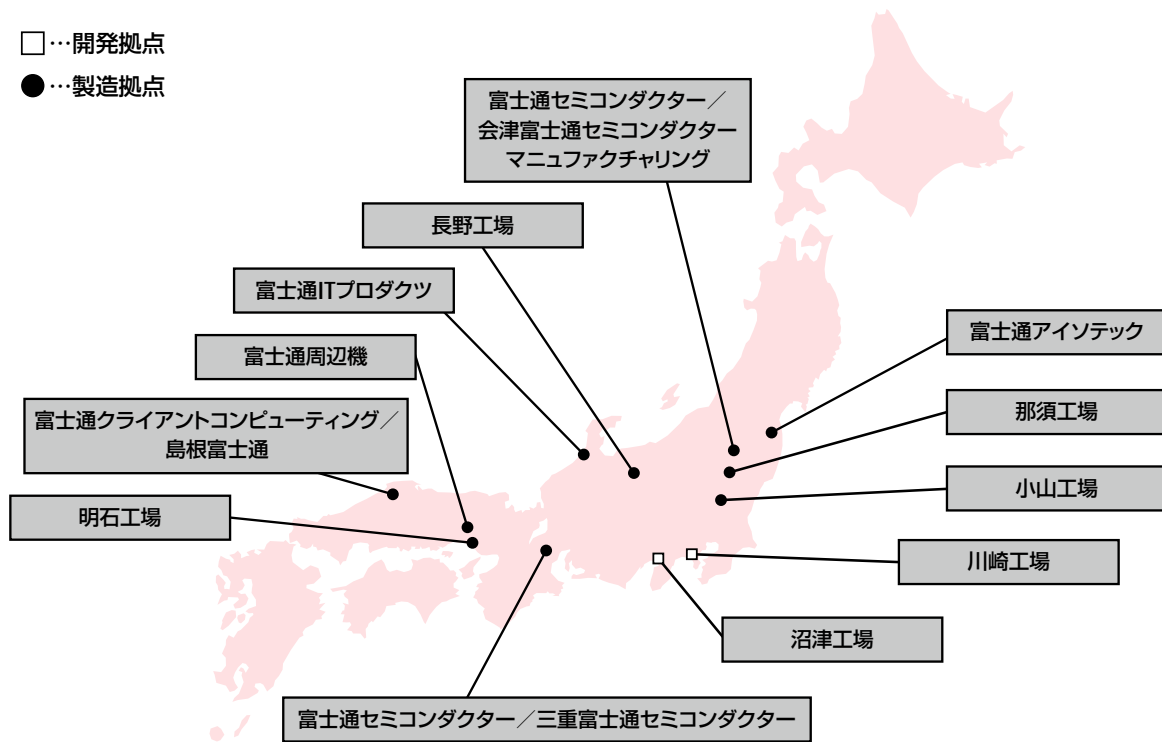 □…開発拠点
●…製造拠点
富士通セミコンダクター／
会津富士通セミコンダクター
マニュファクチャリング
長野工場
富士通ITプロダクツ
富士通周辺機
富士通クライアントコンピューティング／
島根富士通
明石工場
富士通アイソテック
那須工場
小山工場
川崎工場
沼津工場
富士通セミコンダクター／三重富士通セミコンダクター